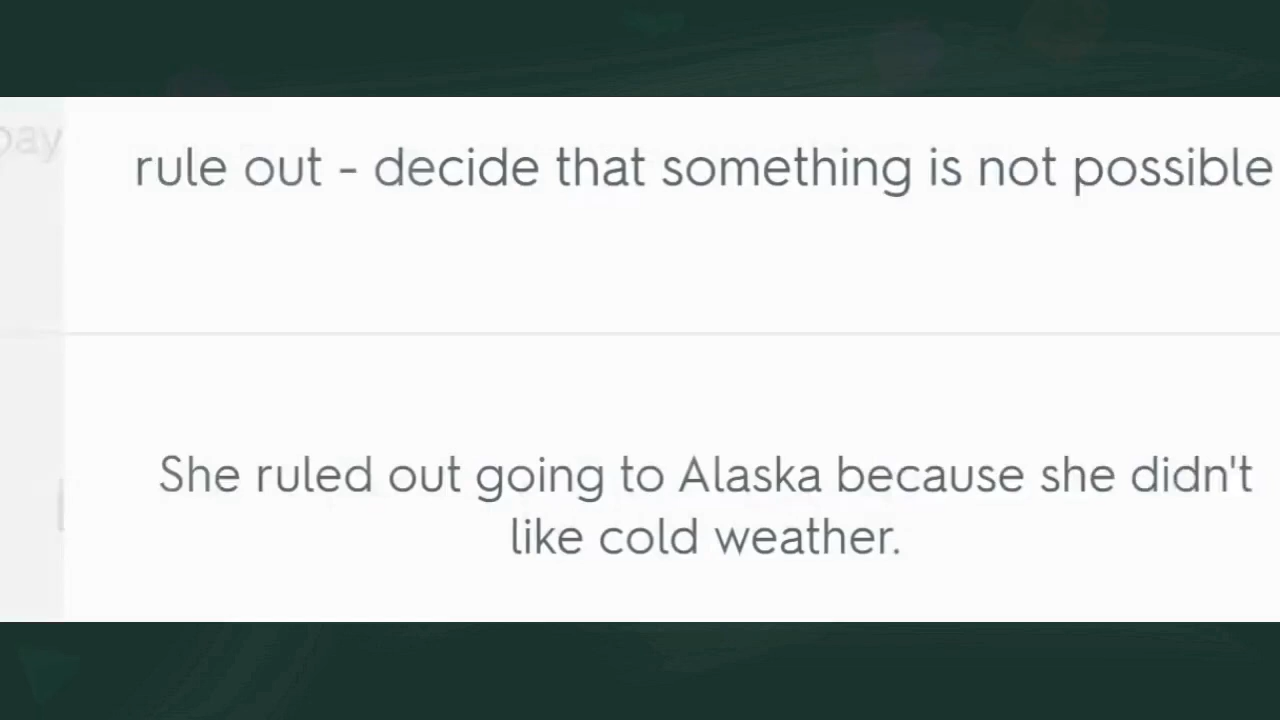 pay
rule out - decide that something is not possible
She ruled out going to Alaska because she didn't
like cold weather.